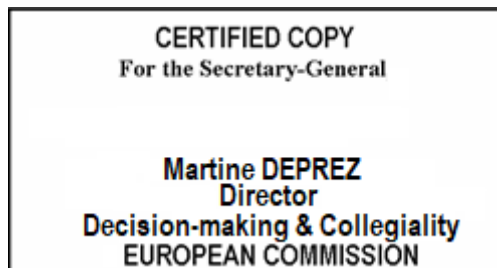 CERTIFIED COPY
For the Secretary-General
Martine DEPREZ
Director
Decision-making & Collegiality
EUROPEAN COMMISSION